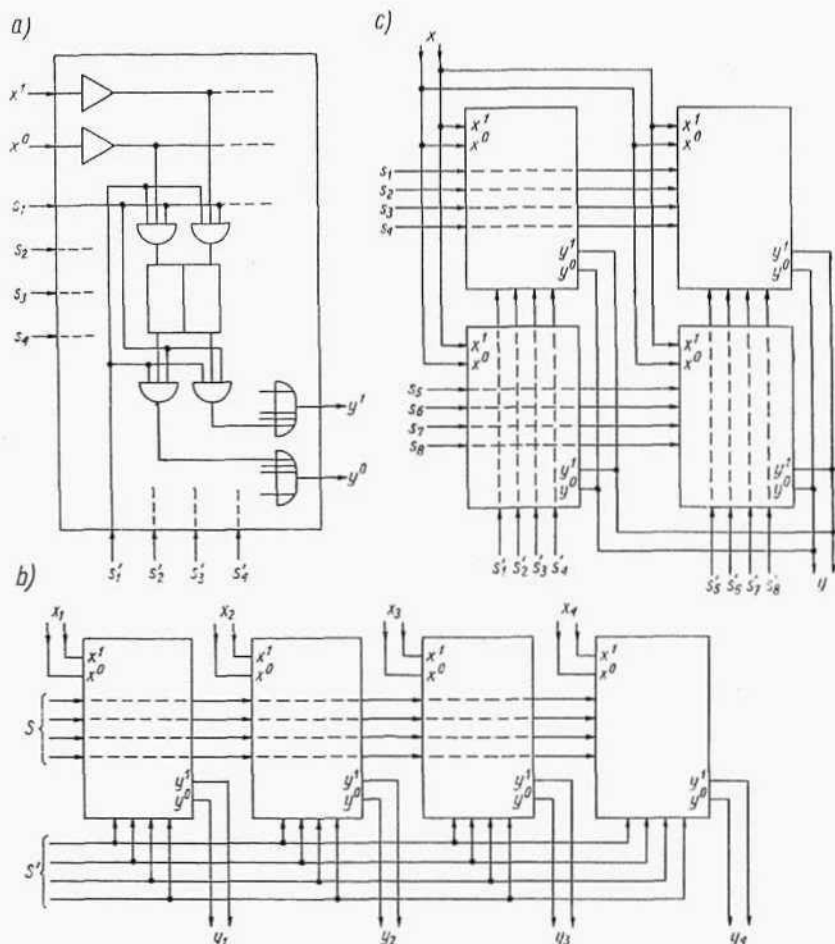 a)
x¹
x⁰
s₁
s₂
s₃
s₄
y¹
y⁰
s'₁ s'₂ s'₃ s'₄
c)
x
x¹
x⁰
x¹
x⁰
s₁
s₂
s₃
s₄
y¹
y⁰
y¹
y⁰
x¹
x⁰
x¹
x⁰
s₅
s₆
s₇
s₈
y¹
y⁰
y¹
y⁰
s'₁ s'₂ s'₃ s'₄
s'₅ s'₆ s'₇ s'₈
y
b)
x₁ x₂ x₃ x₄
x¹ x¹ x¹ x¹
x⁰ x⁰ x⁰ x⁰
S
y¹ y¹ y¹ y¹
y⁰ y⁰ y⁰ y⁰
S'
y₁ y₂ y₃ y₄